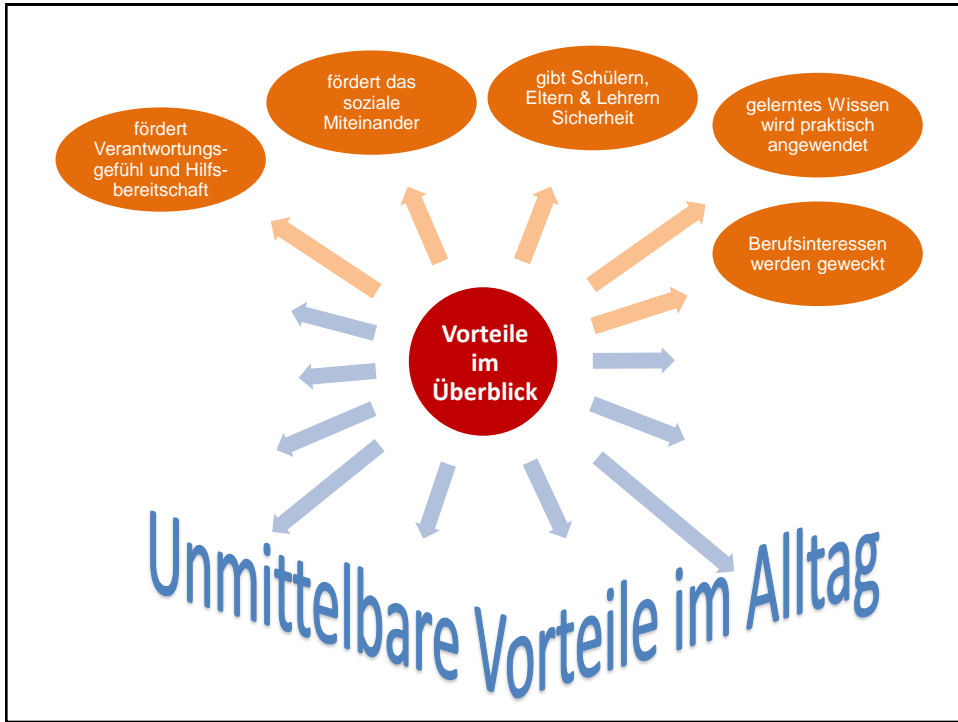 fördert
Verantwortungs-
gefühl und Hilfs-
bereitschaft
fördert das
soziale
Miteinander
gibt Schülern,
Eltern & Lehrern
Sicherheit
gelerntes Wissen
wird praktisch
angewendet
Berufsinteressen
werden geweckt
Vorteile
im
Überblick
Unmittelbare Vorteile im Alltag